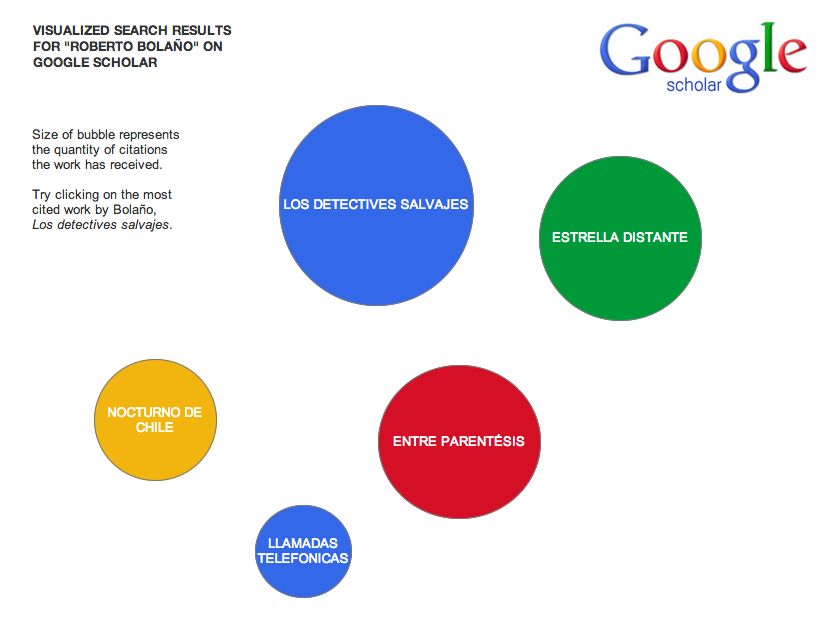 VISUALIZED SEARCH RESULTS
FOR "ROBERTO BOLAÑO" ON
GOOGLE SCHOLAR
Google
scholar
Size of bubble represents
the quantity of citations
the work has received.
Try clicking on the most
cited work by Bolaño,
Los detectives salvajes.
LOS DETECTIVES SALVAJES
ESTRELLA DISTANTE
NOCTURNO DE
CHILE
ENTRE PARENTÉSIS
LLAMADAS
TELEFONICAS